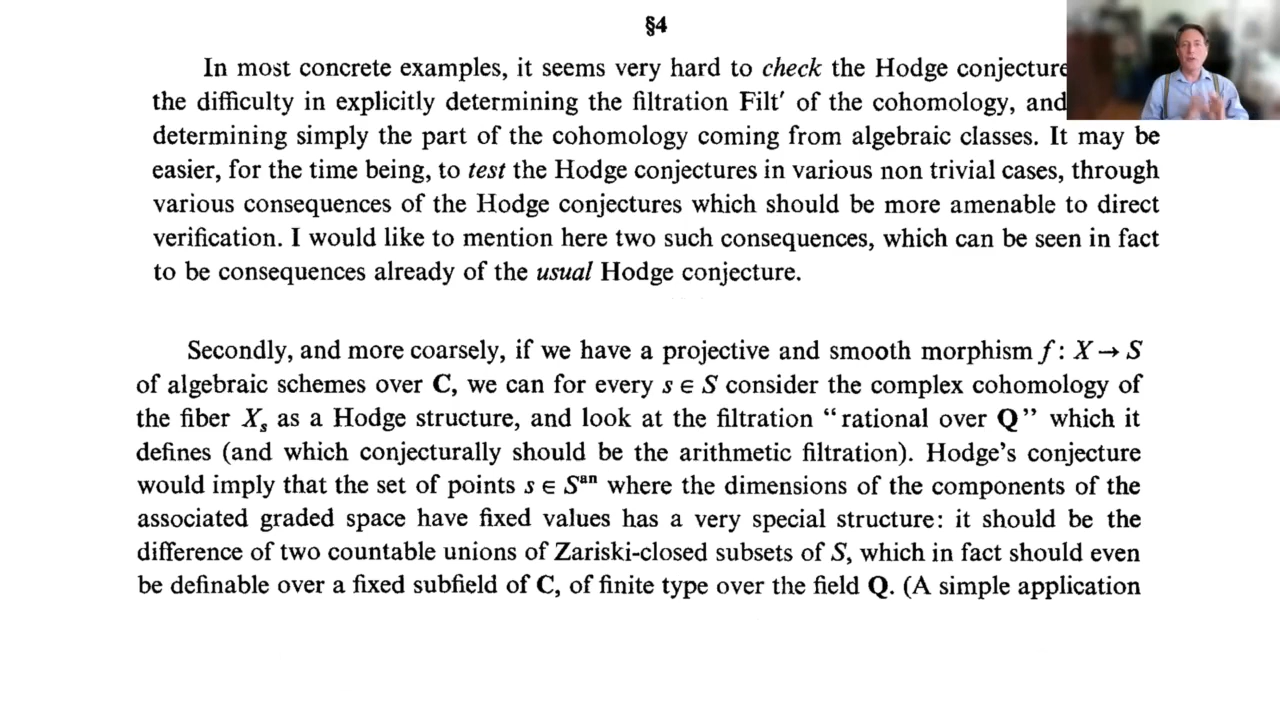 §4
In most concrete examples, it seems very hard to check the Hodge conjecture
the difficulty in explicitly determining the filtration Filt′ of the cohomology, and
determining simply the part of the cohomology coming from algebraic classes. It may be
easier, for the time being, to test the Hodge conjectures in various non trivial cases, through
various consequences of the Hodge conjectures which should be more amenable to direct
verification. I would like to mention here two such consequences, which can be seen in fact
to be consequences already of the usual Hodge conjecture.
Secondly, and more coarsely, if we have a projective and smooth morphism f: X → S
of algebraic schemes over C, we can for every s ∈ S consider the complex cohomology of
the fiber Xₛ as a Hodge structure, and look at the filtration “rational over Q” which it
defines (and which conjecturally should be the arithmetic filtration). Hodge’s conjecture
would imply that the set of points s ∈ Sᵃⁿ where the dimensions of the components of the
associated graded space have fixed values has a very special structure: it should be the
difference of two countable unions of Zariski-closed subsets of S, which in fact should even
be definable over a fixed subfield of C, of finite type over the field Q. (A simple application